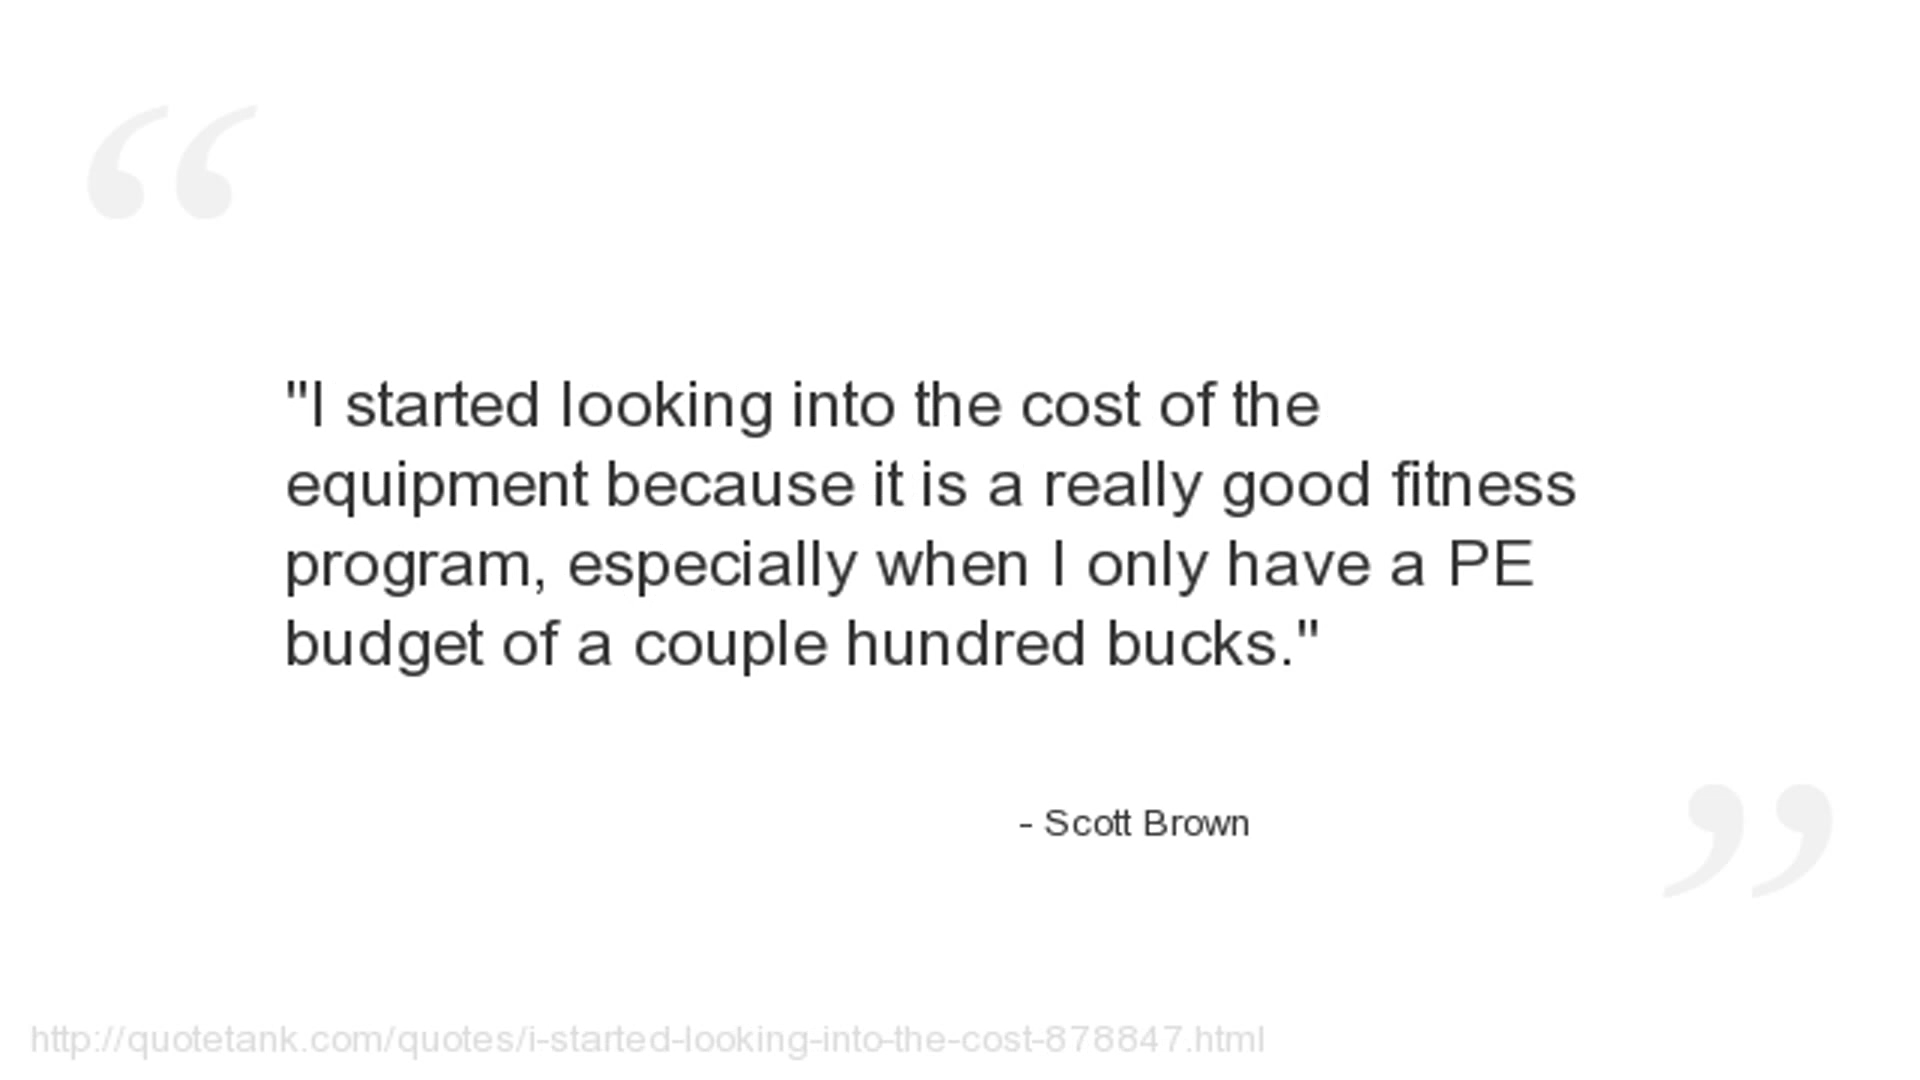 "I started looking into the cost of the
equipment because it is a really good fitness
program, especially when I only have a PE
budget of a couple hundred bucks."
- Scott Brown
http://quotetank.com/quotes/i-started-looking-into-the-cost-878847.html